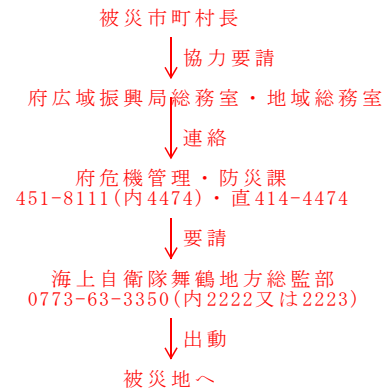 被災市町村長
協力要請
府広域振興局総務室・地域総務室
連絡
府危機管理・防災課
451-8111(内4474)・直414-4474
要請
海上自衛隊舞鶴地方総監部
0773-63-3350(内2222又は2223)
出動
被災地へ